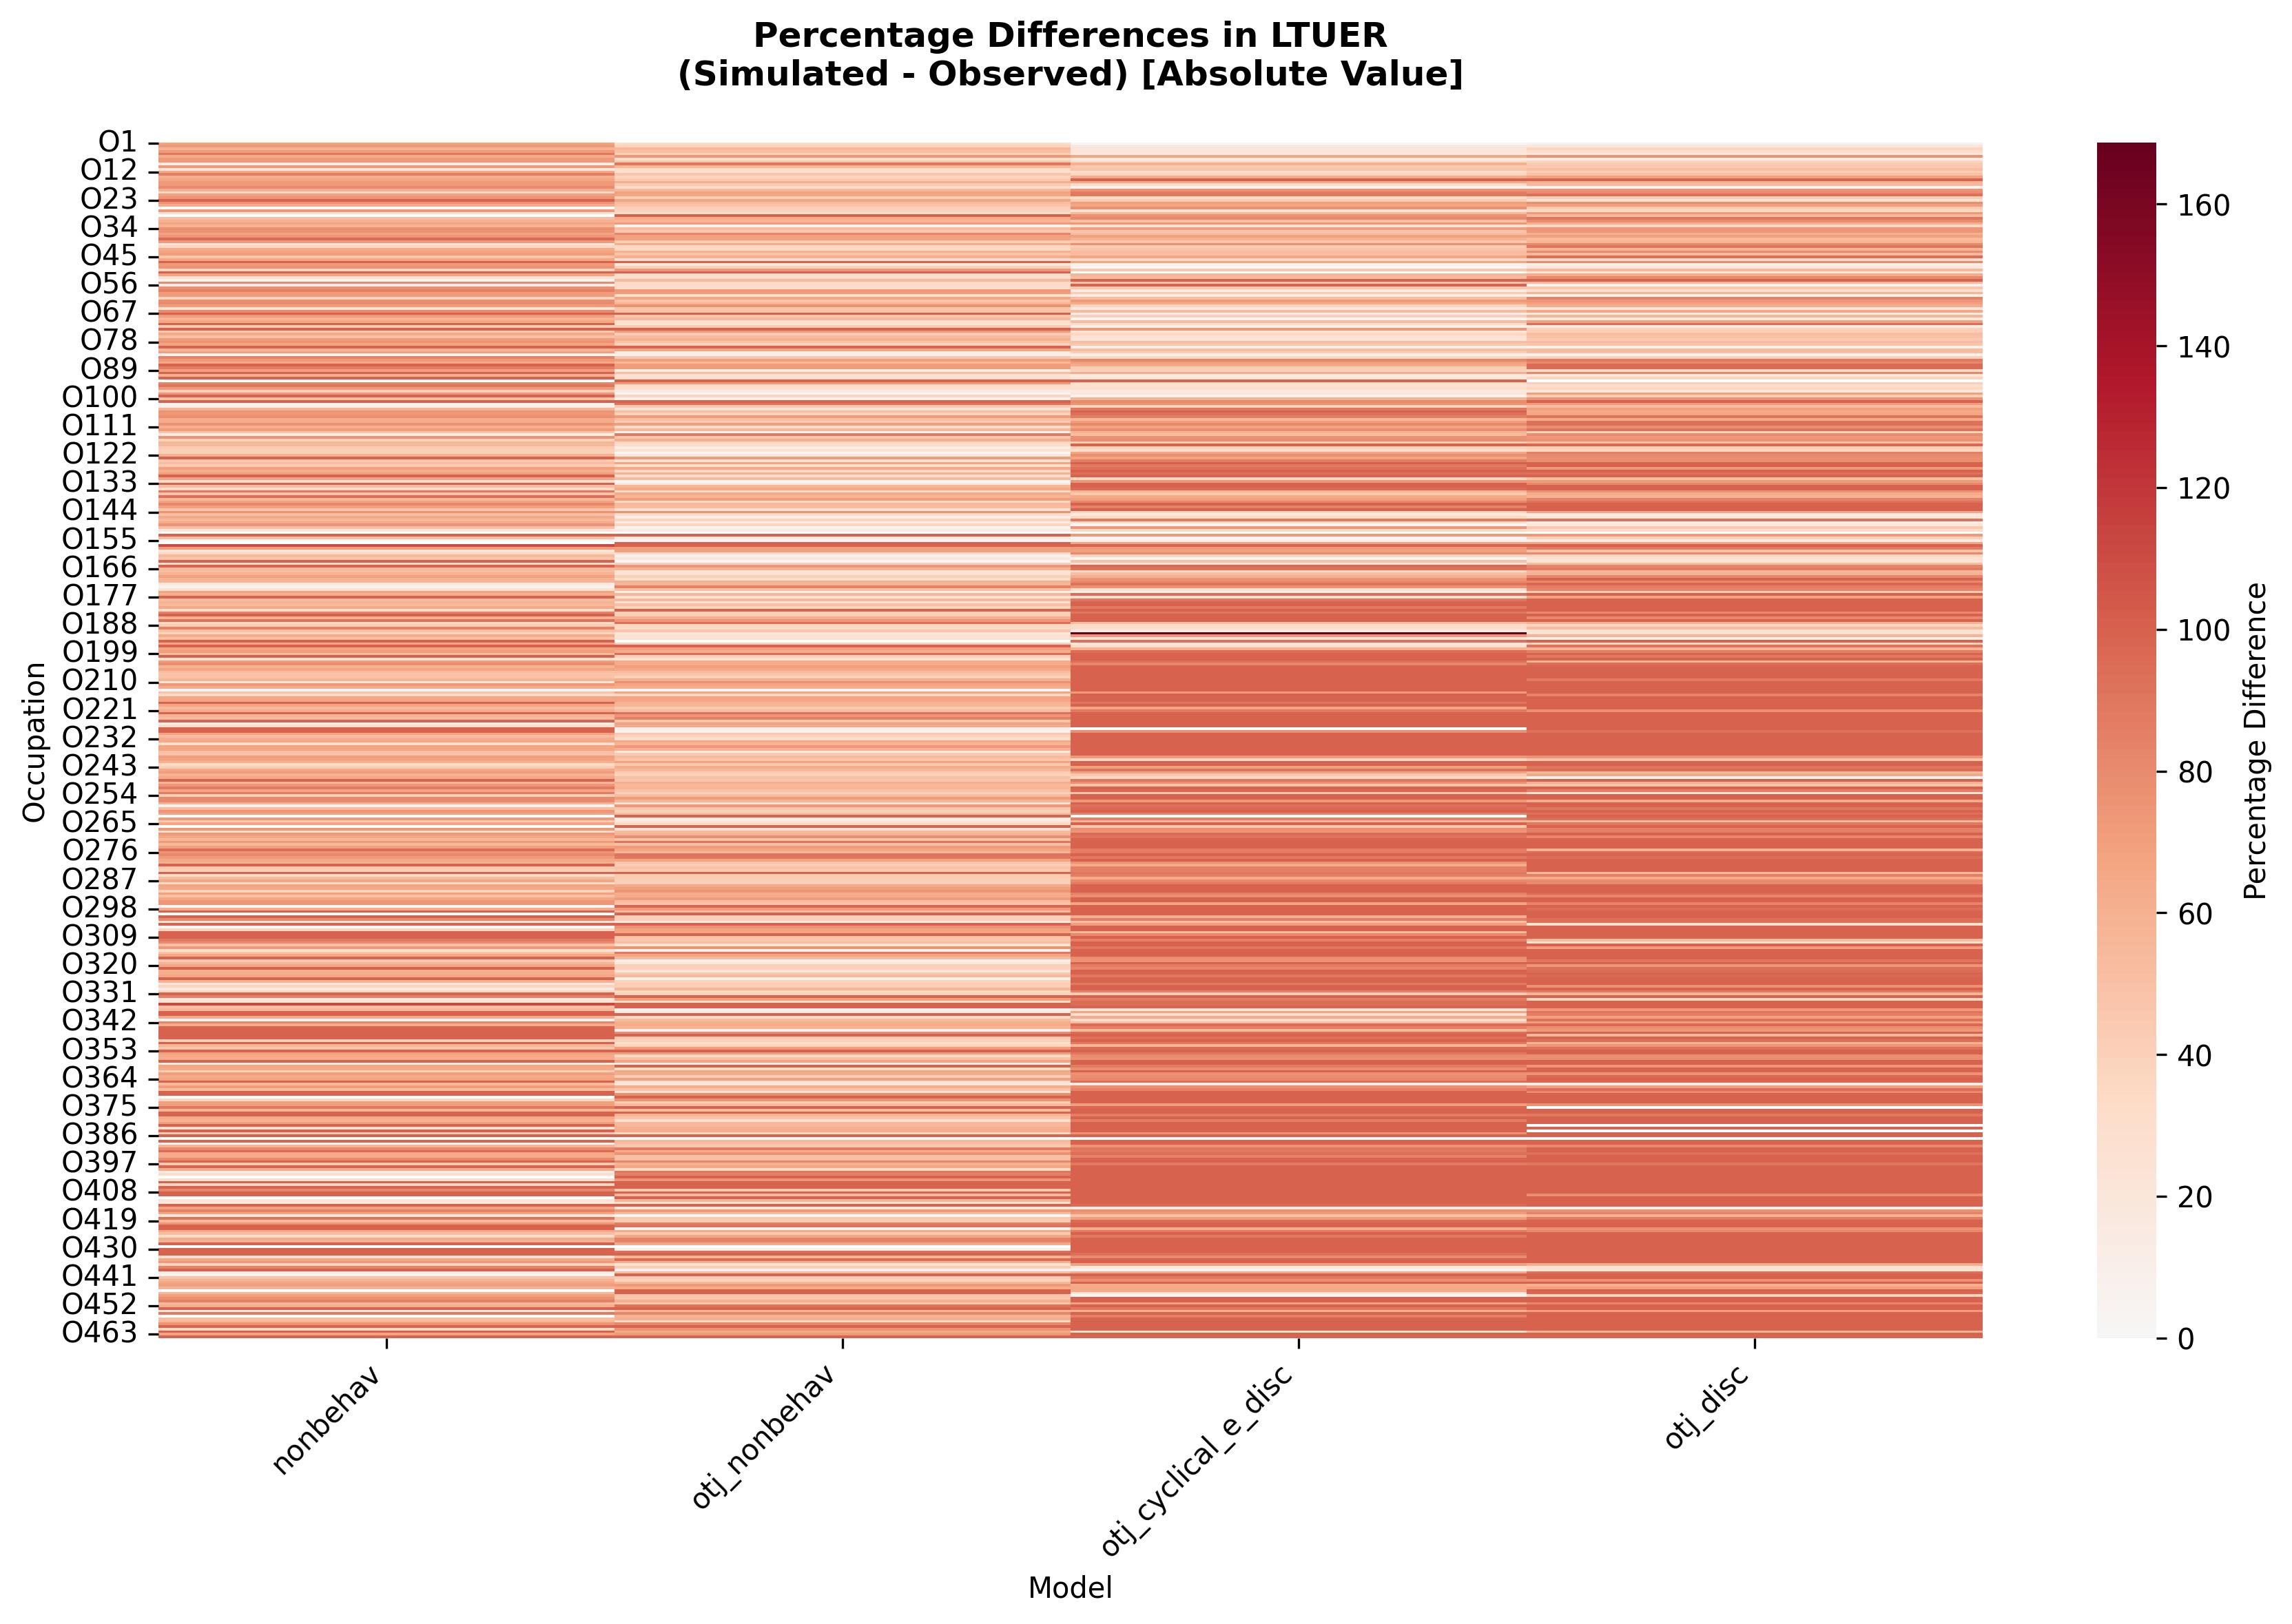 Percentage Differences in LTUER
(Simulated - Observed) [Absolute Value]
Occupation
O1
O12
O23
O34
O45
O56
O67
O78
O89
O100
O111
O122
O133
O144
O155
O166
O177
O188
O199
O210
O221
O232
O243
O254
O265
O276
O287
O298
O309
O320
O331
O342
O353
O364
O375
O386
O397
O408
O419
O430
O441
O452
O463
nonbehav
otj_nonbehav
otj_cyclical_e_disc
otj_disc
Model
160
140
120
100
80
60
40
20
0
Percentage Difference